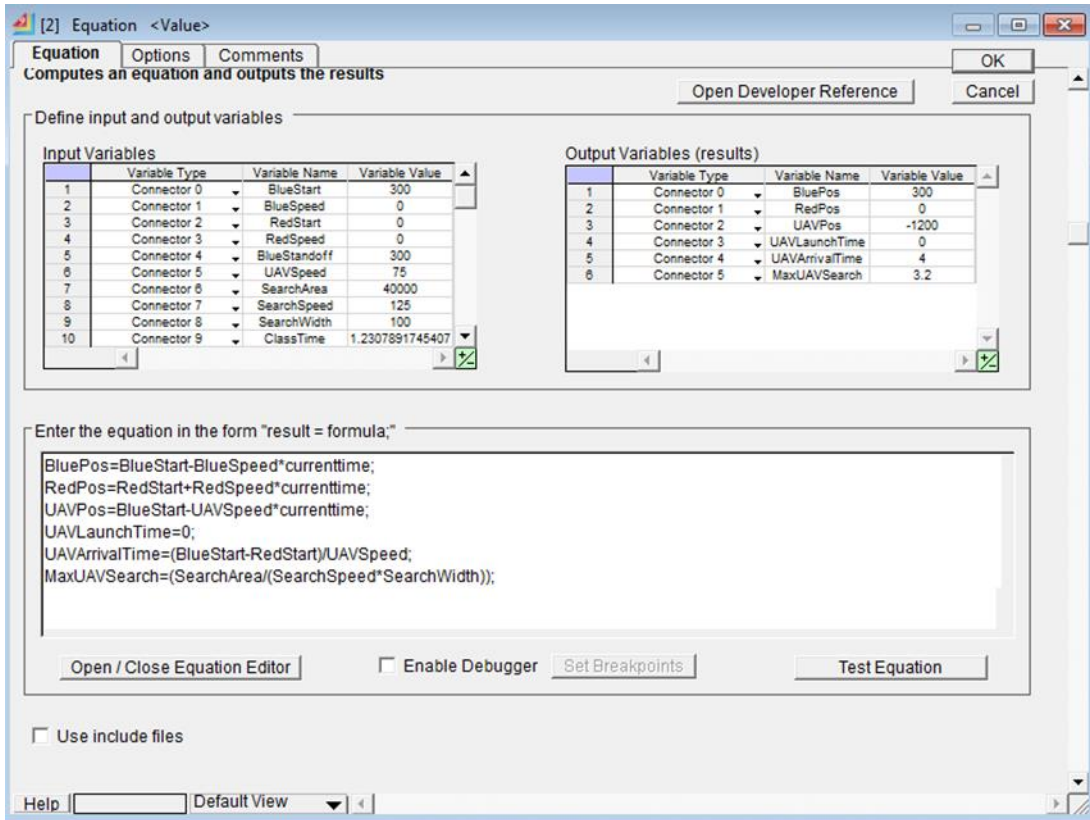 [2] Equation <Value>
Equation Options Comments
OK
Computes an equation and outputs the results
Open Developer Reference Cancel
Define input and output variables
Input Variables
Variable Type Variable Name Variable Value
1 Connector 0 BlueStart 300
2 Connector 1 BlueSpeed 0
3 Connector 2 RedStart 0
4 Connector 3 RedSpeed 0
5 Connector 4 BlueStandoff 300
6 Connector 5 UAVSpeed 75
7 Connector 6 SearchArea 40000
8 Connector 7 SearchSpeed 125
9 Connector 8 SearchWidth 100
10 Connector 9 ClassTime 1.2307891745407
Output Variables (results)
Variable Type Variable Name Variable Value
1 Connector 0 BluePos 300
2 Connector 1 RedPos 0
3 Connector 2 UAVPos -1200
4 Connector 3 UAVLaunchTime 0
5 Connector 4 UAVArrivalTime 4
6 Connector 5 MaxUAVSearch 3.2
Enter the equation in the form "result = formula;"
BluePos=BlueStart-BlueSpeed*currenttime;
RedPos=RedStart+RedSpeed*currenttime;
UAVPos=BlueStart-UAVSpeed*currenttime;
UAVLaunchTime=0;
UAVArrivalTime=(BlueStart-RedStart)/UAVSpeed;
MaxUAVSearch=(SearchArea/(SearchSpeed*SearchWidth));
Open / Close Equation Editor Enable Debugger Set Breakpoints Test Equation
Use include files
Help Default View